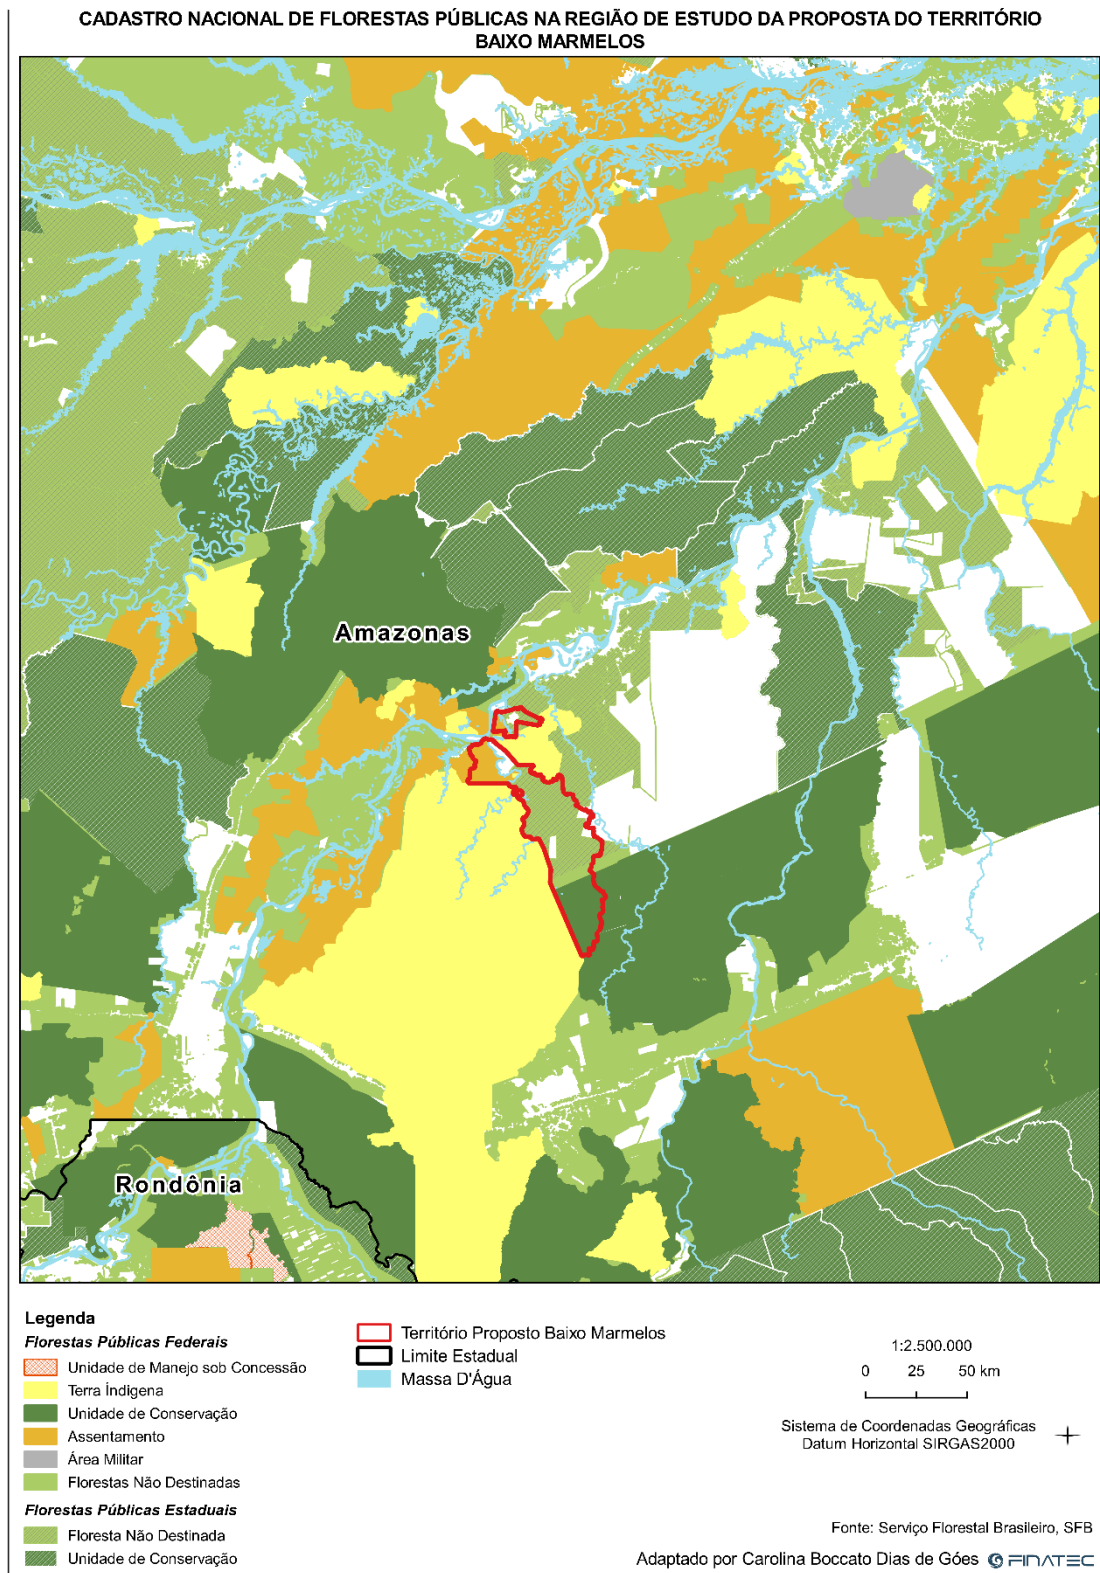 CADASTRO NACIONAL DE FLORESTAS PÚBLICAS NA REGIÃO DE ESTUDO DA PROPOSTA DO TERRITÓRIO
BAIXO MARMELOS
Amazonas
Rondônia
Legenda
Florestas Públicas Federais
Unidade de Manejo sob Concessão
Terra Índigena
Unidade de Conservação
Assentamento
Área Militar
Florestas Não Destinadas
Florestas Públicas Estaduais
Floresta Não Destinada
Unidade de Conservação
Território Proposto Baixo Marmelos
Limite Estadual
Massa D'Água
1:2.500.000
0 25 50 km
Sistema de Coordenadas Geográficas
Datum Horizontal SIRGAS2000
Fonte: Serviço Florestal Brasileiro, SFB
Adaptado por Carolina Boccato Dias de Góes FINATEC